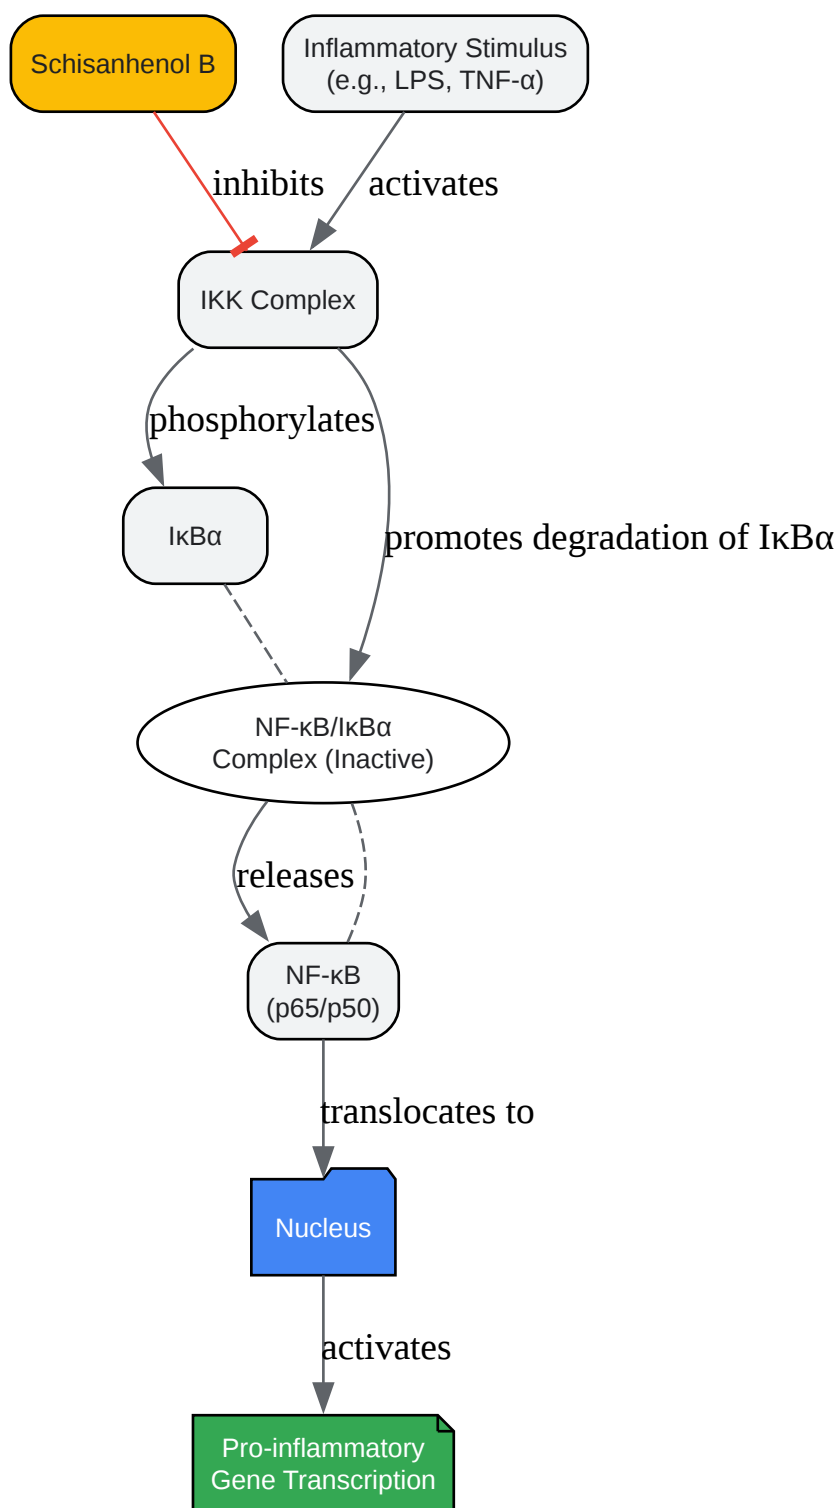 Schisanhenol B
Inflammatory Stimulus
(e.g., LPS, TNF-α)
inhibits
activates
IKK Complex
phosphorylates
IκBα
promotes degradation of IκBα
NF-κB/IκBα
Complex (Inactive)
releases
NF-κB
(p65/p50)
translocates to
Nucleus
activates
Pro-inflammatory
Gene Transcription